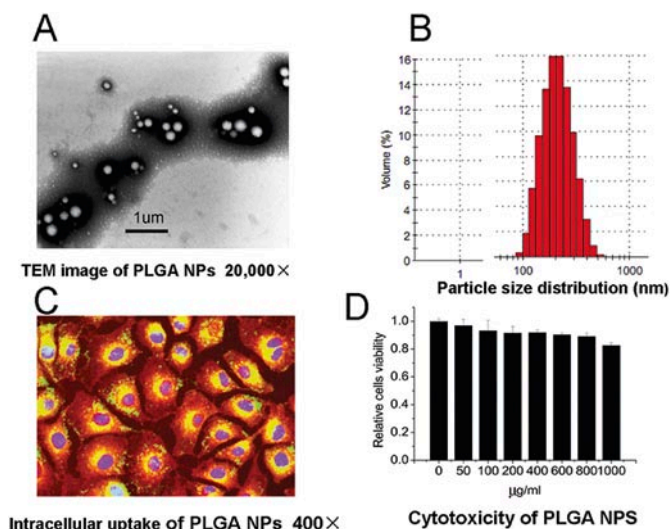 A
1um
TEM image of PLGA NPs 20,000×
B
Volume (%)
16
14
12
10
8
6
4
2
0
1 100 1000
Particle size distribution (nm)
C
Intracellular uptake of PLGA NPs 400×
D
Relative cells viability
1.0
0.8
0.6
0.4
0.2
0.0
0 50 100 200 400 600 800 1000
µg/ml
Cytotoxicity of PLGA NPS